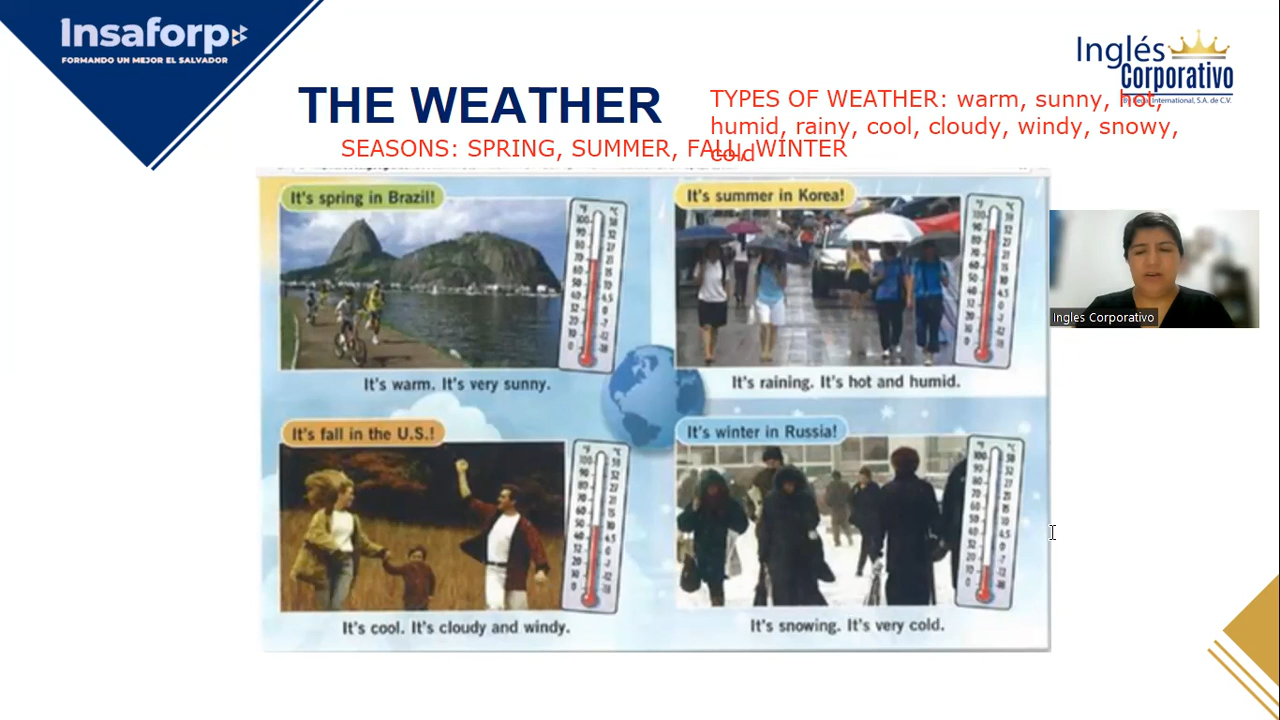 Insaforp
FORMANDO UN MEJOR EL SALVADOR
Inglés
Corporativo
THE WEATHER
TYPES OF WEATHER: warm, sunny, hot,
humid, rainy, cool, cloudy, windy, snowy,
cold
SEASONS: SPRING, SUMMER, FALL, WINTER
It's spring in Brazil!
It's warm. It's very sunny.
It's summer in Korea!
It's raining. It's hot and humid.
It's fall in the U.S.!
It's cool. It's cloudy and windy.
It's winter in Russia!
It's snowing. It's very cold.
Ingles Corporativo